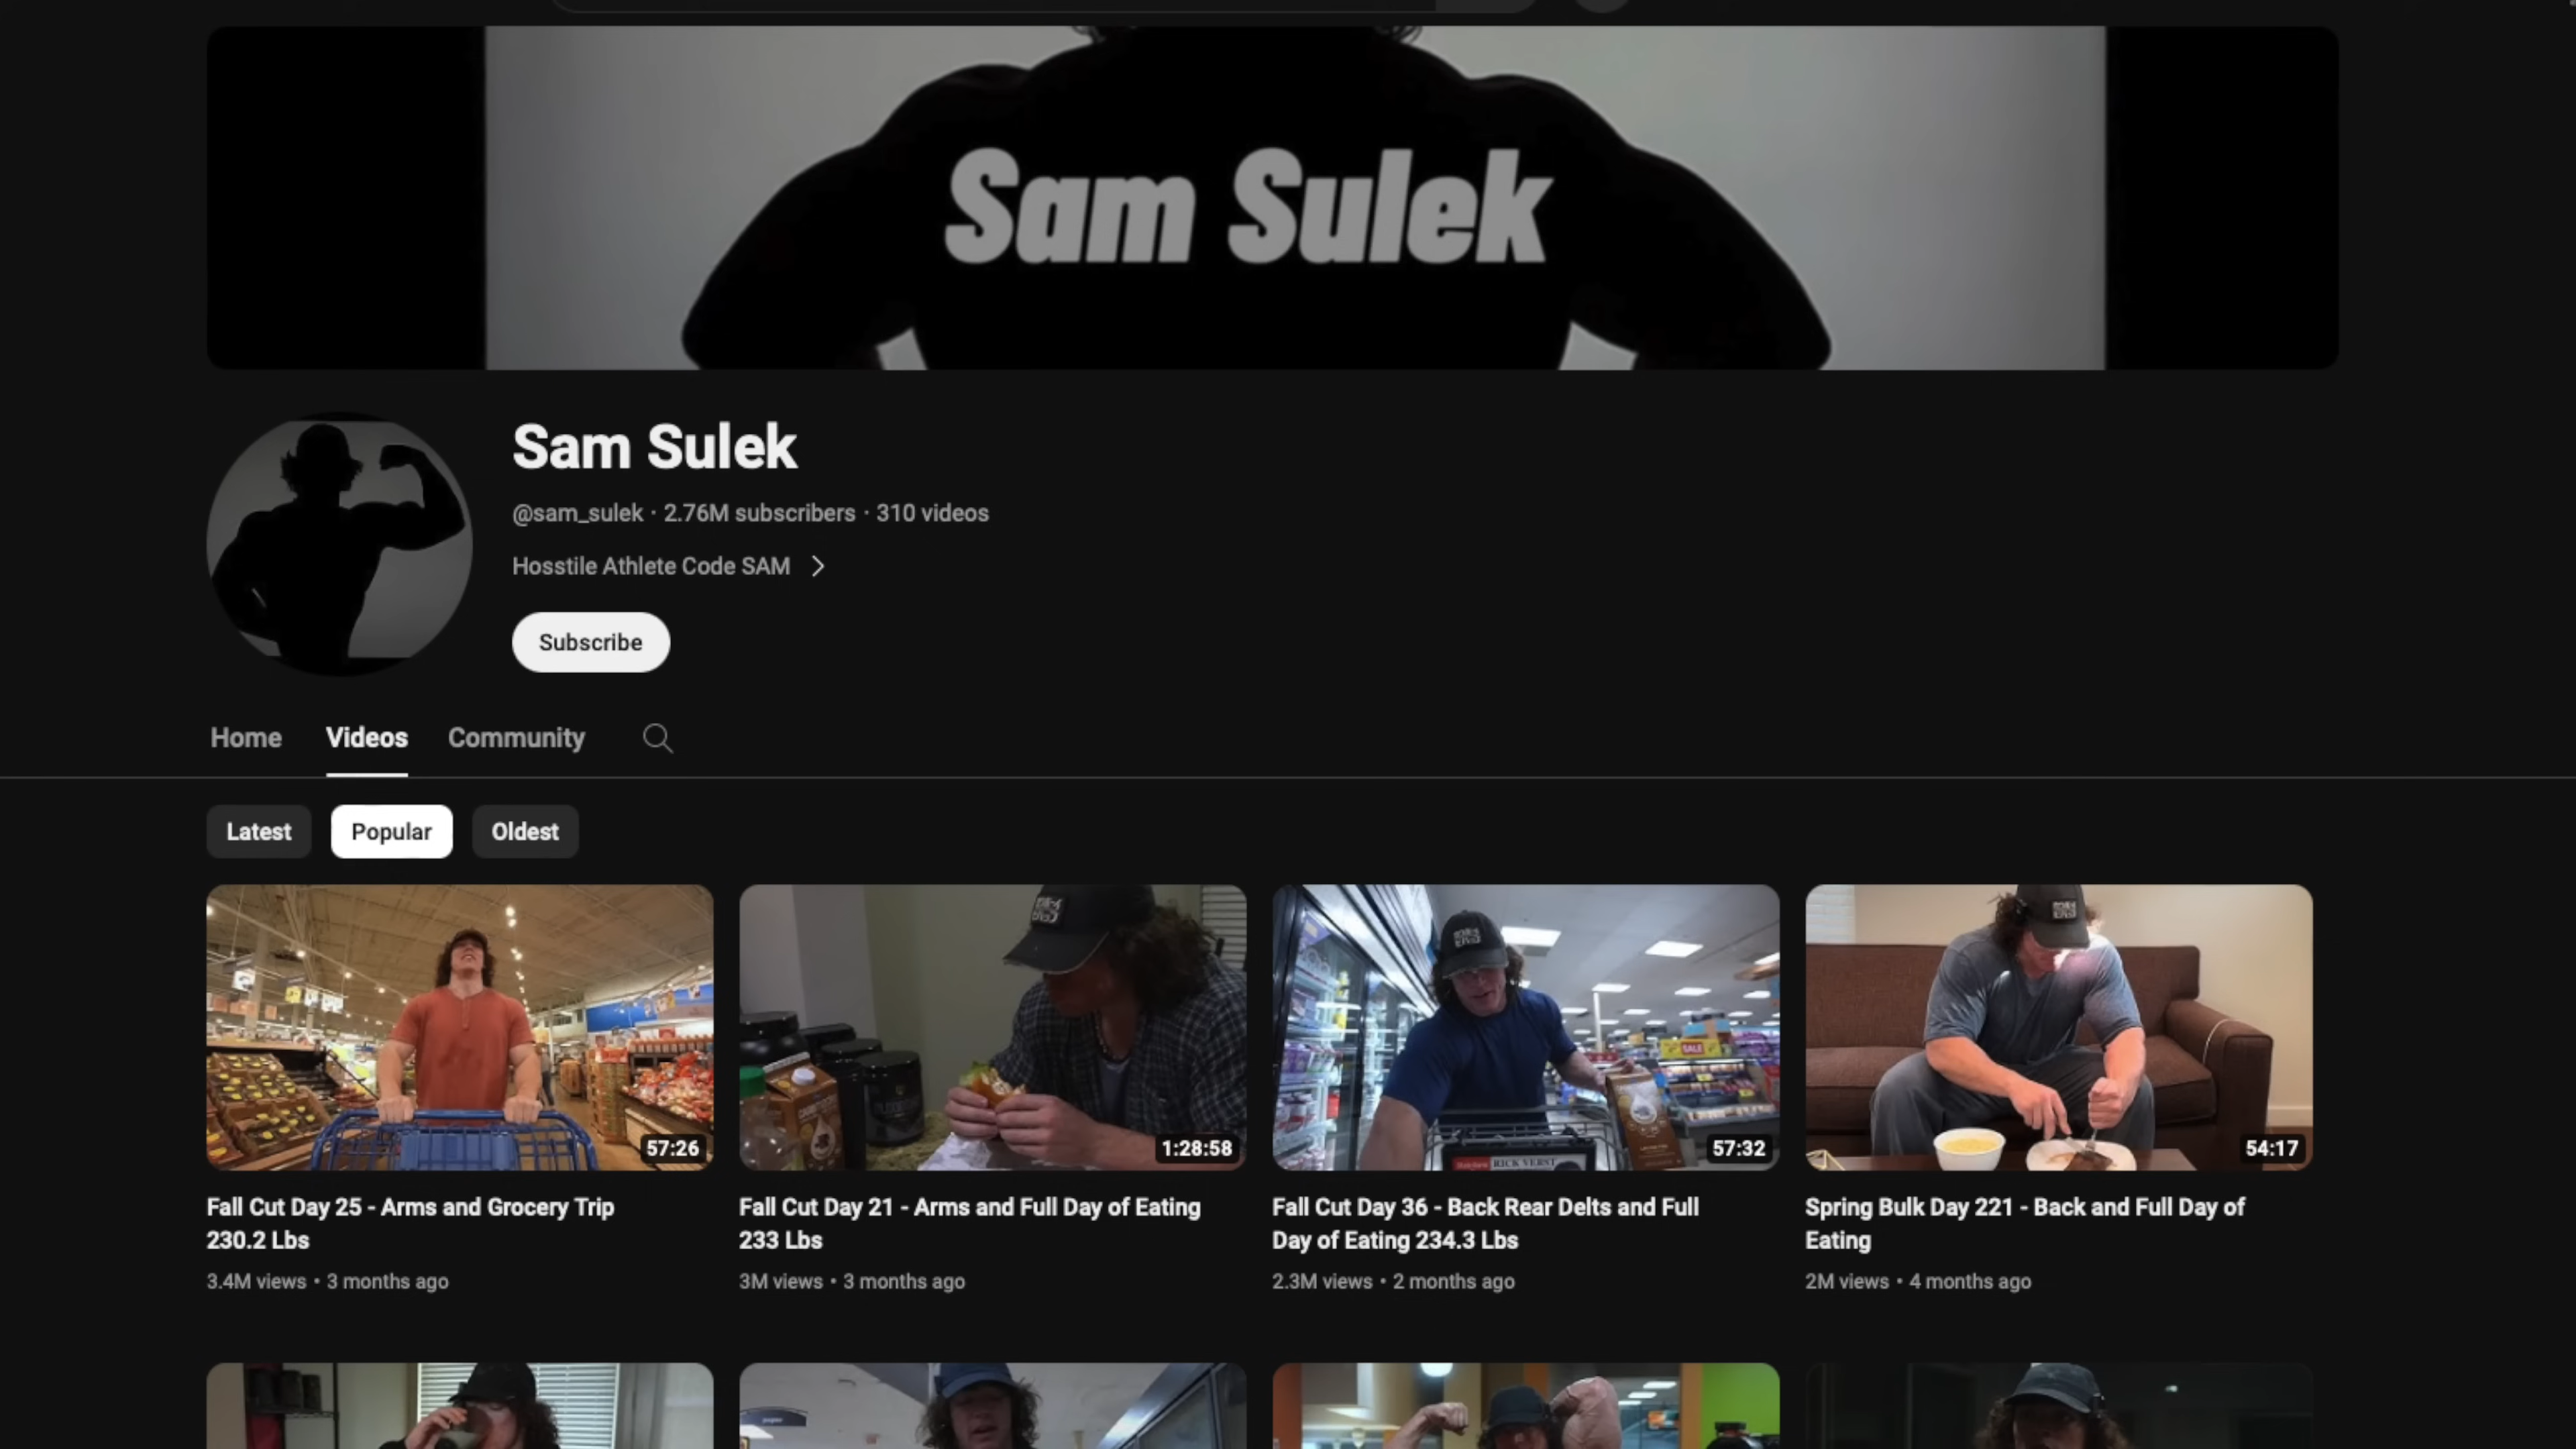 Sam Sulek
Sam Sulek
@sam_sulek · 2.76M subscribers · 310 videos
Hosstile Athlete Code SAM
Subscribe
Home Videos Community
Latest Popular Oldest
57:26
1:28:58
SALE
RICK VERST
57:32
54:17
Fall Cut Day 25 - Arms and Grocery Trip
230.2 Lbs
3.4M views • 3 months ago
Fall Cut Day 21 - Arms and Full Day of Eating
233 Lbs
3M views • 3 months ago
Fall Cut Day 36 - Back Rear Delts and Full
Day of Eating 234.3 Lbs
2.3M views • 2 months ago
Spring Bulk Day 221 - Back and Full Day of
Eating
2M views • 4 months ago